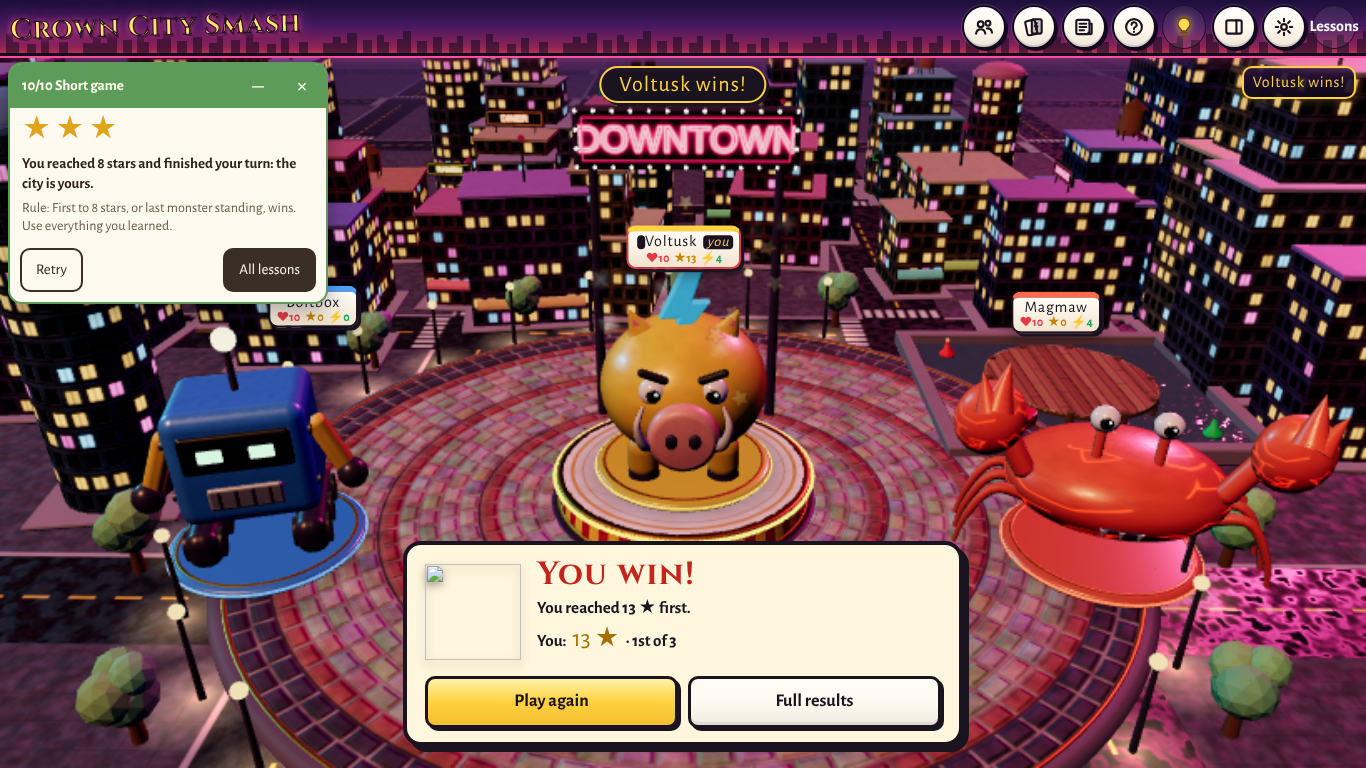 Crown City Smash
Lessons
10/10 Short game
You reached 8 stars and finished your turn: the
city is yours.
Rule: First to 8 stars, or last monster standing, wins.
Use everything you learned.
Retry
All lessons
Voltusk wins!
Voltusk wins!
DINER
DOWNTOWN
Voltusk you
10 ★13 ⚡4
10 ★0 ⚡0
Magmaw
10 ★0 ⚡4
YOU WIN!
You reached 13 ★ first.
You: 13 ★ · 1st of 3
Play again
Full results